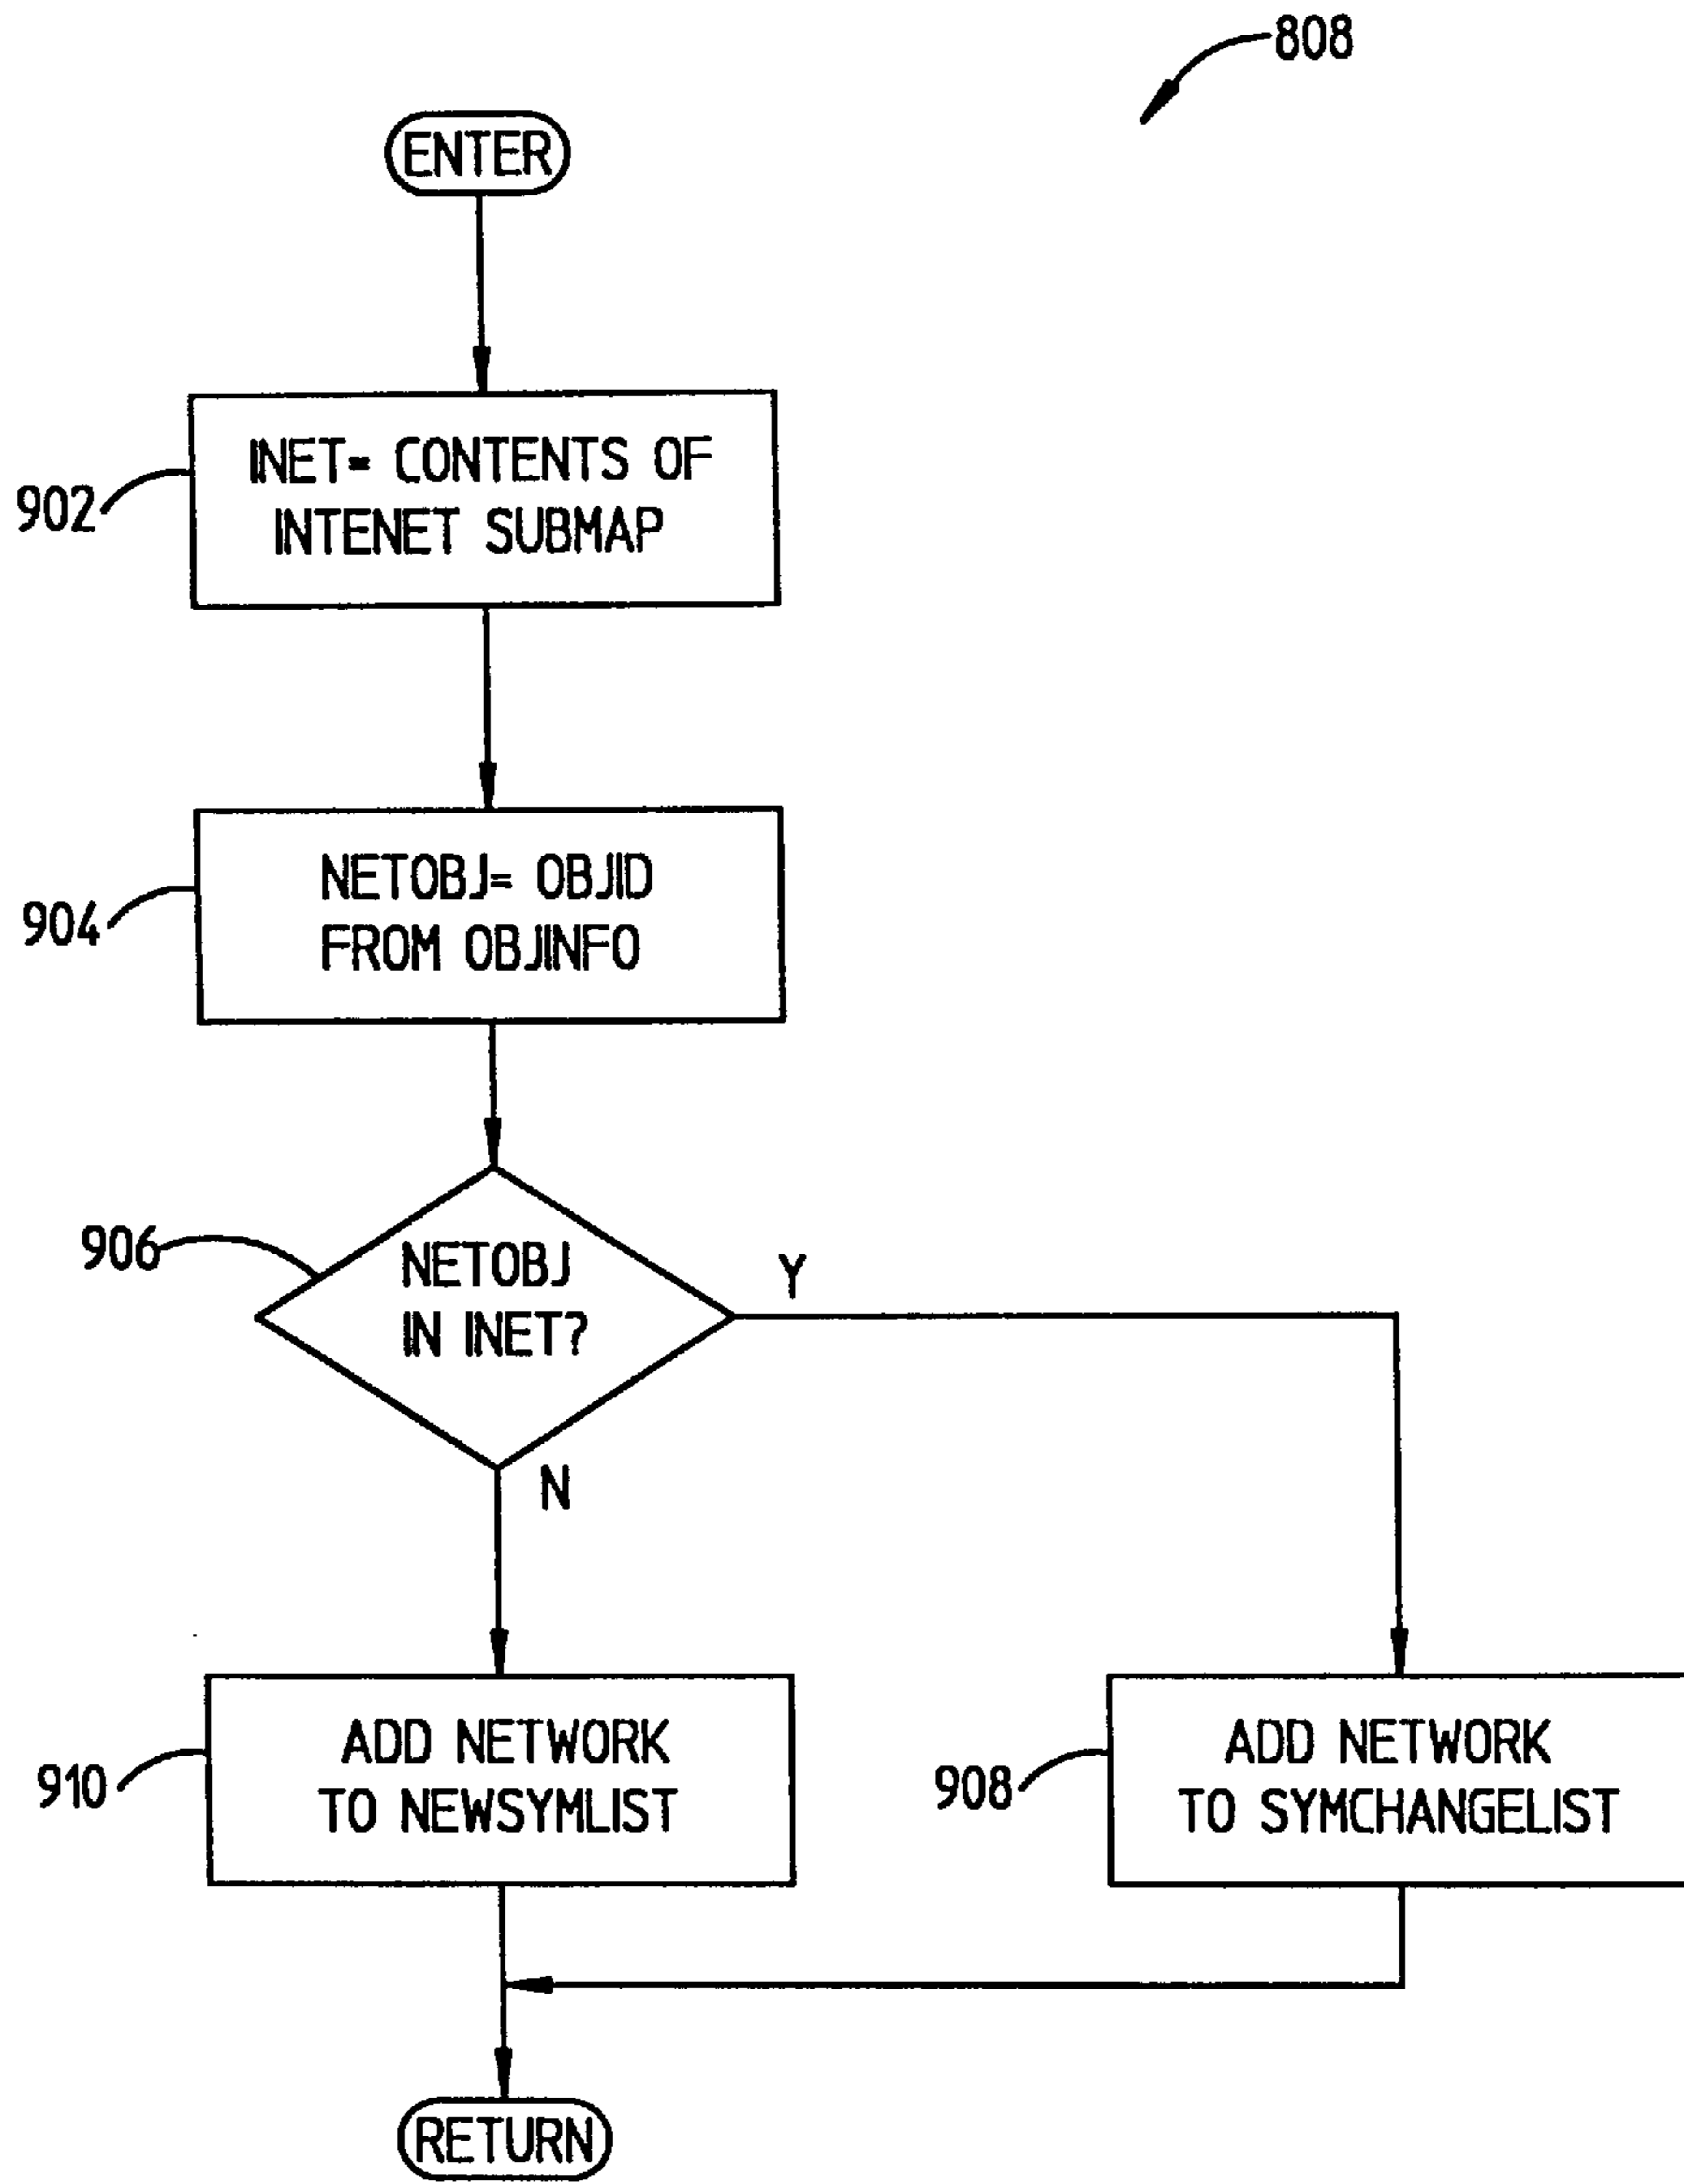 808
ENTER
902
INET= CONTENTS OF
INTENET SUBMAP
904
NETOBJ= OBJID
FROM OBJINFO
906
NETOBJ
IN INET?
Y
N
910
ADD NETWORK
TO NEWSYMLIST
908
ADD NETWORK
TO SYMCHANGELIST
RETURN